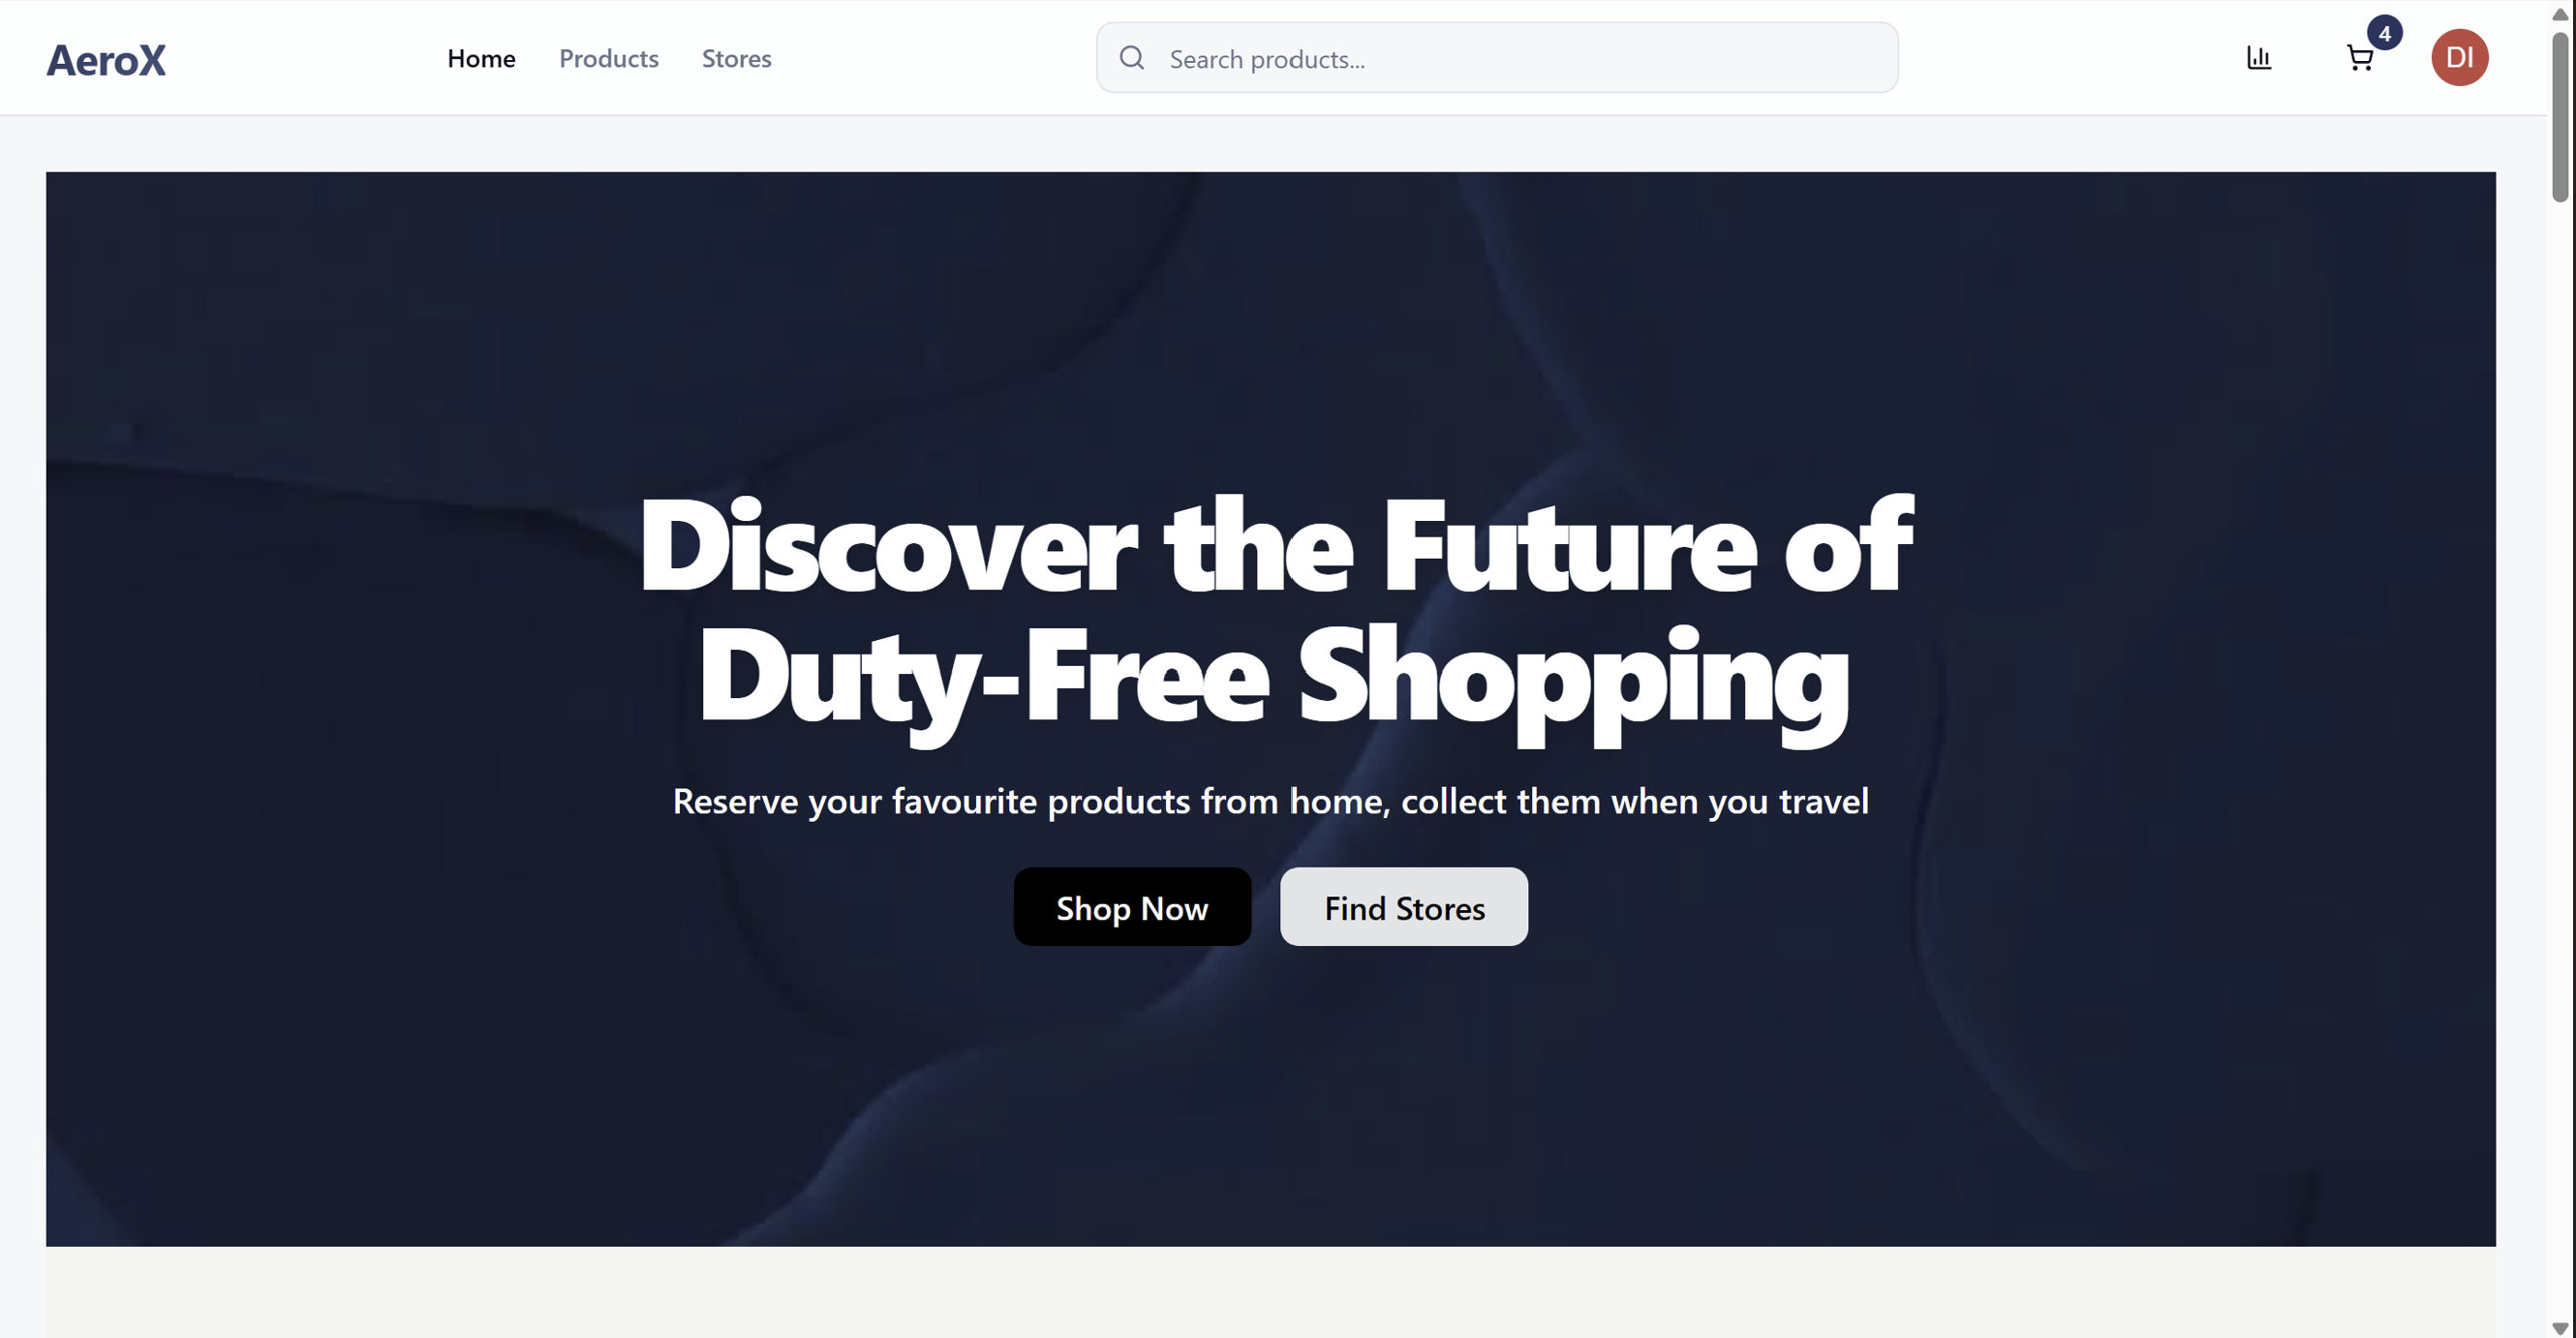 AeroX
Home
Products
Stores
Search products...
4
DI
Discover the Future of
Duty-Free Shopping
Reserve your favourite products from home, collect them when you travel
Shop Now
Find Stores